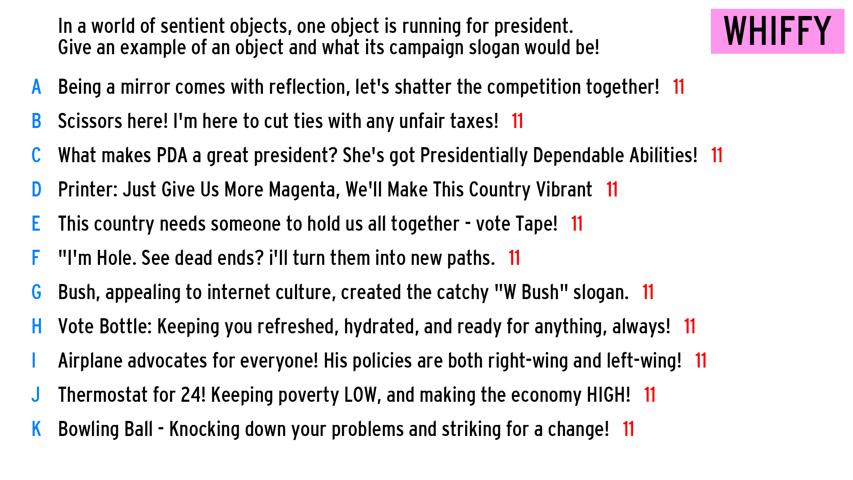 In a world of sentient objects, one object is running for president.
Give an example of an object and what its campaign slogan would be!
WHIFFY
A Being a mirror comes with reflection, let's shatter the competition together! 11
B Scissors here! I'm here to cut ties with any unfair taxes! 11
C What makes PDA a great president? She's got Presidentially Dependable Abilities! 11
D Printer: Just Give Us More Magenta, We'll Make This Country Vibrant 11
E This country needs someone to hold us all together - vote Tape! 11
F "I'm Hole. See dead ends? i'll turn them into new paths. 11
G Bush, appealing to internet culture, created the catchy "W Bush" slogan. 11
H Vote Bottle: Keeping you refreshed, hydrated, and ready for anything, always! 11
I Airplane advocates for everyone! His policies are both right-wing and left-wing! 11
J Thermostat for 24! Keeping poverty LOW, and making the economy HIGH! 11
K Bowling Ball - Knocking down your problems and striking for a change! 11